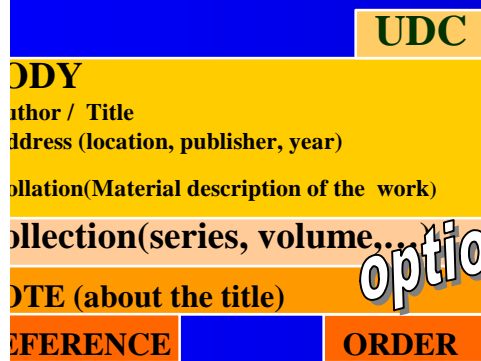 UDC
ODY
uthor / Title
ddress (location, publisher, year)
ollation(Material description of the work)
ollection(series, volume,…)
optio
OTE (about the title)
EFERENCE
ORDER